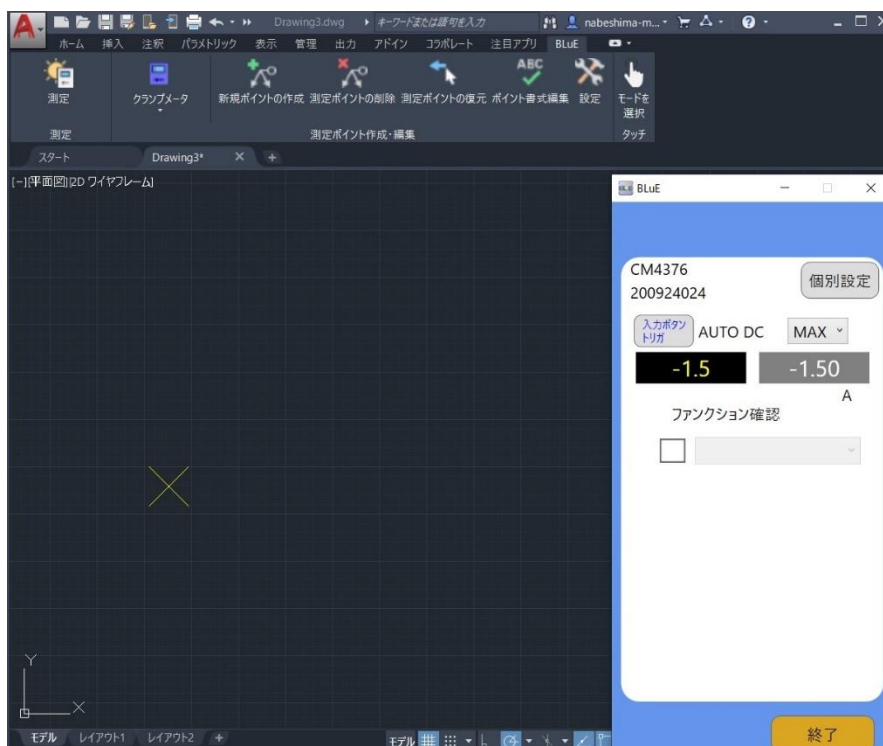 A
Drawing3.dwg
キーワードまたは語句を入力
nabeshima-m...
ホーム 挿入 注釈 パラメトリック 表示 管理 出力 アドイン コラボレート 注目アプリ BLuE
測定
クランプメータ
新規ポイントの作成 測定ポイントの削除 測定ポイントの復元
ABC
ポイント書式編集
設定
モードを
選択
測定
測定ポイント作成・編集
タッチ
スタート
Drawing3*
[-][平面図][2D ワイヤフレーム]
BLuE
CM4376
200924024
個別設定
入力ボタン
トリガ
AUTO DC
MAX
-1.5
-1.50
A
ファンクション確認
Y
X
モデル レイアウト1 レイアウト2 +
モデル
終了